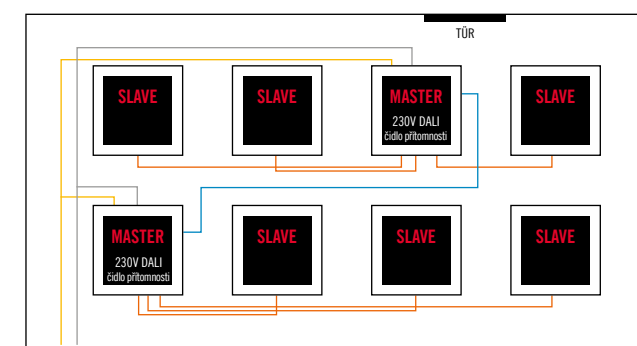 TÜR
SLAVE
SLAVE
MASTER
230V DALI
čidlo přítomnosti
SLAVE
MASTER
230V DALI
čidlo přítomnosti
SLAVE
SLAVE
SLAVE